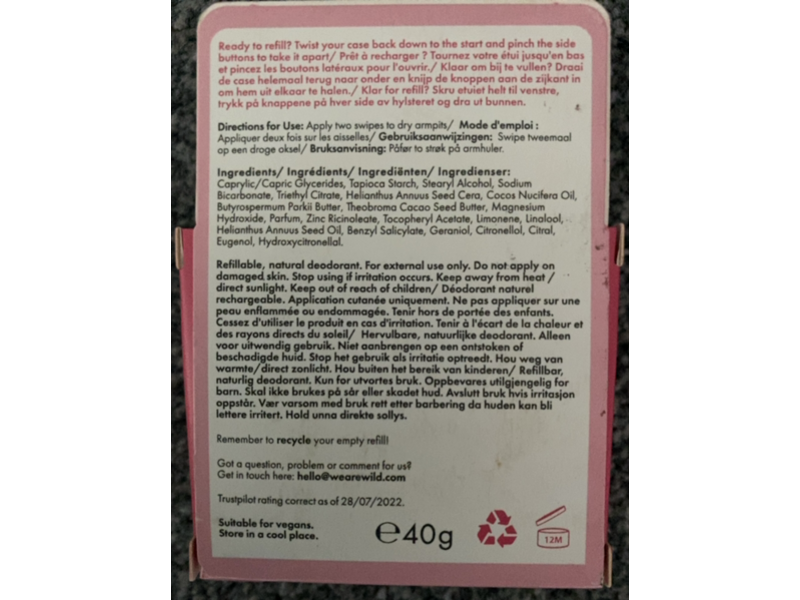 Ready to refill? Twist your case back down to the start and pinch the side
buttons to take it apart/ Prêt à recharger ? Tournez votre étui jusqu'en bas
et pincez les boutons latéraux pour l'ouvrir./ Klaar om bij te vullen? Draai
de case helemaal terug naar onder en knijp de knoppen aan de zijkant in
om hem uit elkaar te halen./ Klar for refill? Skru etuiet helt til venstre,
trykk på knappene på hver side av hylsteret og dra ut bunnen.
Directions for Use: Apply two swipes to dry armpits/ Mode d'emploi :
Appliquer deux fois sur les aisselles/ Gebruiksaanwijzingen: Swipe tweemaal
op een droge oksel/ Bruksanvisning: Påfør to strøk på armhuler.
Ingredients/ Ingrédients/ Ingrediënten/ Ingredienser:
Caprylic/Capric Glycerides, Tapioca Starch, Stearyl Alcohol, Sodium
Bicarbonate, Triethyl Citrate, Helianthus Annuus Seed Cera, Cocos Nucifera Oil,
Butyrospermum Parkii Butter, Theobroma Cacao Seed Butter, Magnesium
Hydroxide, Parfum, Zinc Ricinoleate, Tocopheryl Acetate, Limonene, Linalool,
Helianthus Annuus Seed Oil, Benzyl Salicylate, Geraniol, Citronellol, Citral,
Eugenol, Hydroxycitronellal.
Refillable, natural deodorant. For external use only. Do not apply on
damaged skin. Stop using if irritation occurs. Keep away from heat /
direct sunlight. Keep out of reach of children/ Déodorant naturel
rechargeable. Application cutanée uniquement. Ne pas appliquer sur une
peau enflammée ou endommagée. Tenir hors de portée des enfants.
Cessez d'utiliser le produit en cas d'irritation. Tenir à l'écart de la chaleur et
des rayons directs du soleil/ Hervulbare, natuurlijke deodorant. Alleen
voor uitwendig gebruik. Niet aanbrengen op een ontstoken of
beschadigde huid. Stop het gebruik als irritatie optreedt. Hou weg van
warmte/direct zonlicht. Hou buiten het bereik van kinderen/ Refillbar,
naturlig deodorant. Kun for utvortes bruk. Oppbevares utilgjengelig for
barn. Skal ikke brukes på sår eller skadet hud. Avslutt bruk hvis irritasjon
oppstår. Vær varsom med bruk rett etter barbering da huden kan bli
lettere irritert. Hold unna direkte sollys.
Remember to recycle your empty refill!
Got a question, problem or comment for us?
Get in touch here: hello@wearewild.com
Trustpilot rating correct as of 28/07/2022.
Suitable for vegans.
Store in a cool place.
℮40g
12M